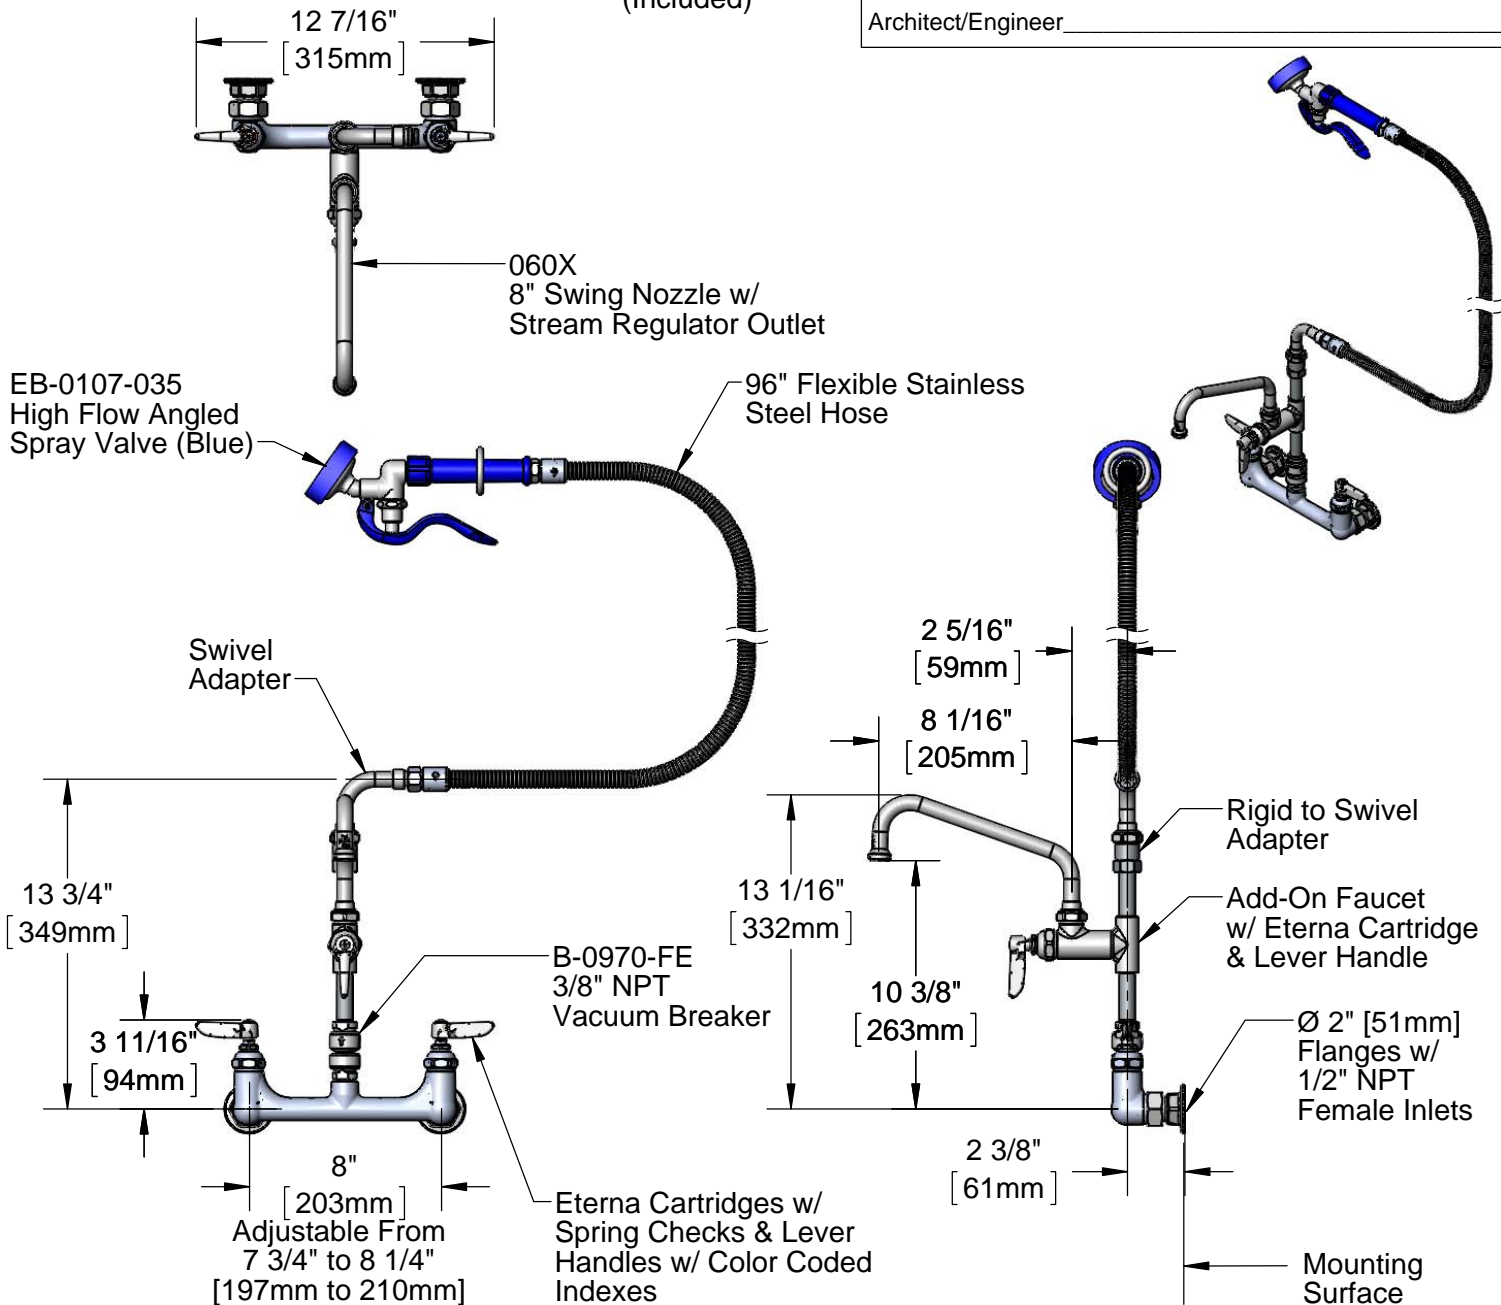 (Included)
Architect/Engineer
12 7/16"
[315mm]
060X
8" Swing Nozzle w/
Stream Regulator Outlet
EB-0107-035
High Flow Angled
Spray Valve (Blue)
96" Flexible Stainless
Steel Hose
Swivel
Adapter
2 5/16"
[59mm]
8 1/16"
[205mm]
Rigid to Swivel
Adapter
13 3/4"
[349mm]
13 1/16"
[332mm]
Add-On Faucet
w/ Eterna Cartridge
& Lever Handle
B-0970-FE
3/8" NPT
Vacuum Breaker
10 3/8"
[263mm]
3 11/16"
[94mm]
Ø 2" [51mm]
Flanges w/
1/2" NPT
Female Inlets
8"
[203mm]
Adjustable From
7 3/4" to 8 1/4"
[197mm to 210mm]
2 3/8"
[61mm]
Eterna Cartridges w/
Spring Checks & Lever
Handles w/ Color Coded
Indexes
Mounting
Surface